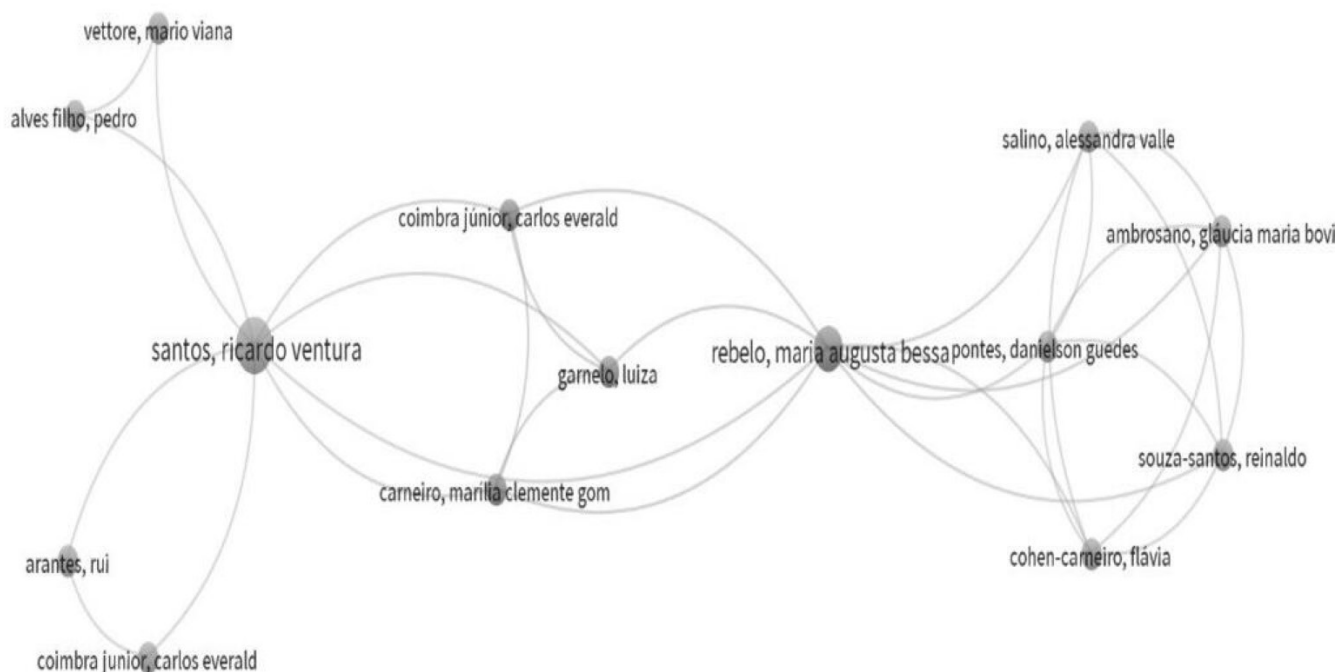 vettore, mario viana
alves filho, pedro
salino, alessandra valle
coimbra júnior, carlos everald
ambrosano, gláucia maria bovi
santos, ricardo ventura
rebelo, maria augusta bessa
pontes, danielson guedes
garnelo, luiza
souza-santos, reinaldo
carneiro, marília clemente gom
cohen-carneiro, flávia
arantes, rui
coimbra junior, carlos everald